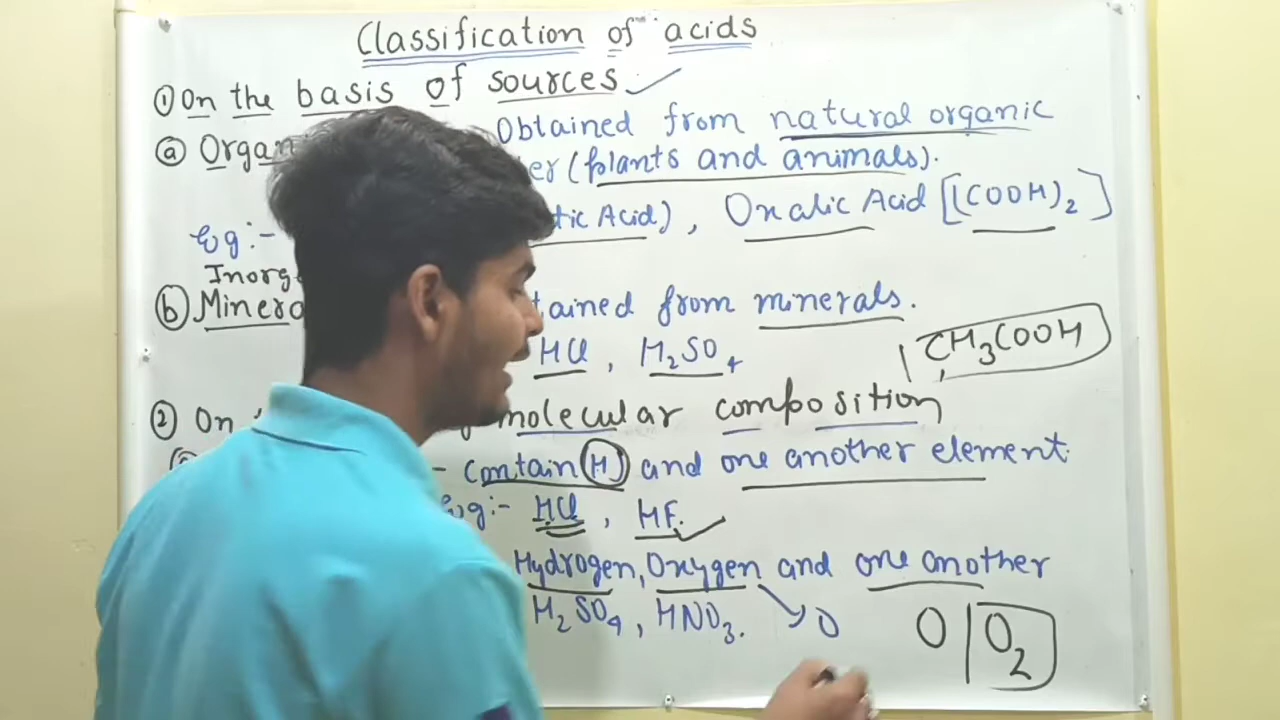 Classification of acids
① On the basis of sources ✓
ⓐ Organ Obtained from natural organic
er (plants and animals).
Eg:- tic Acid), Oxalic Acid [(COOH)2]
Inorg
ⓑ Minera tained from minerals.
HCl, H2SO4
CH3COOH
② On molecular composition
- contain (H) and one another element.
Eg:- HCl, HF. ✓
Hydrogen, Oxygen and one another
H2SO4, HNO3. → O
O | O2